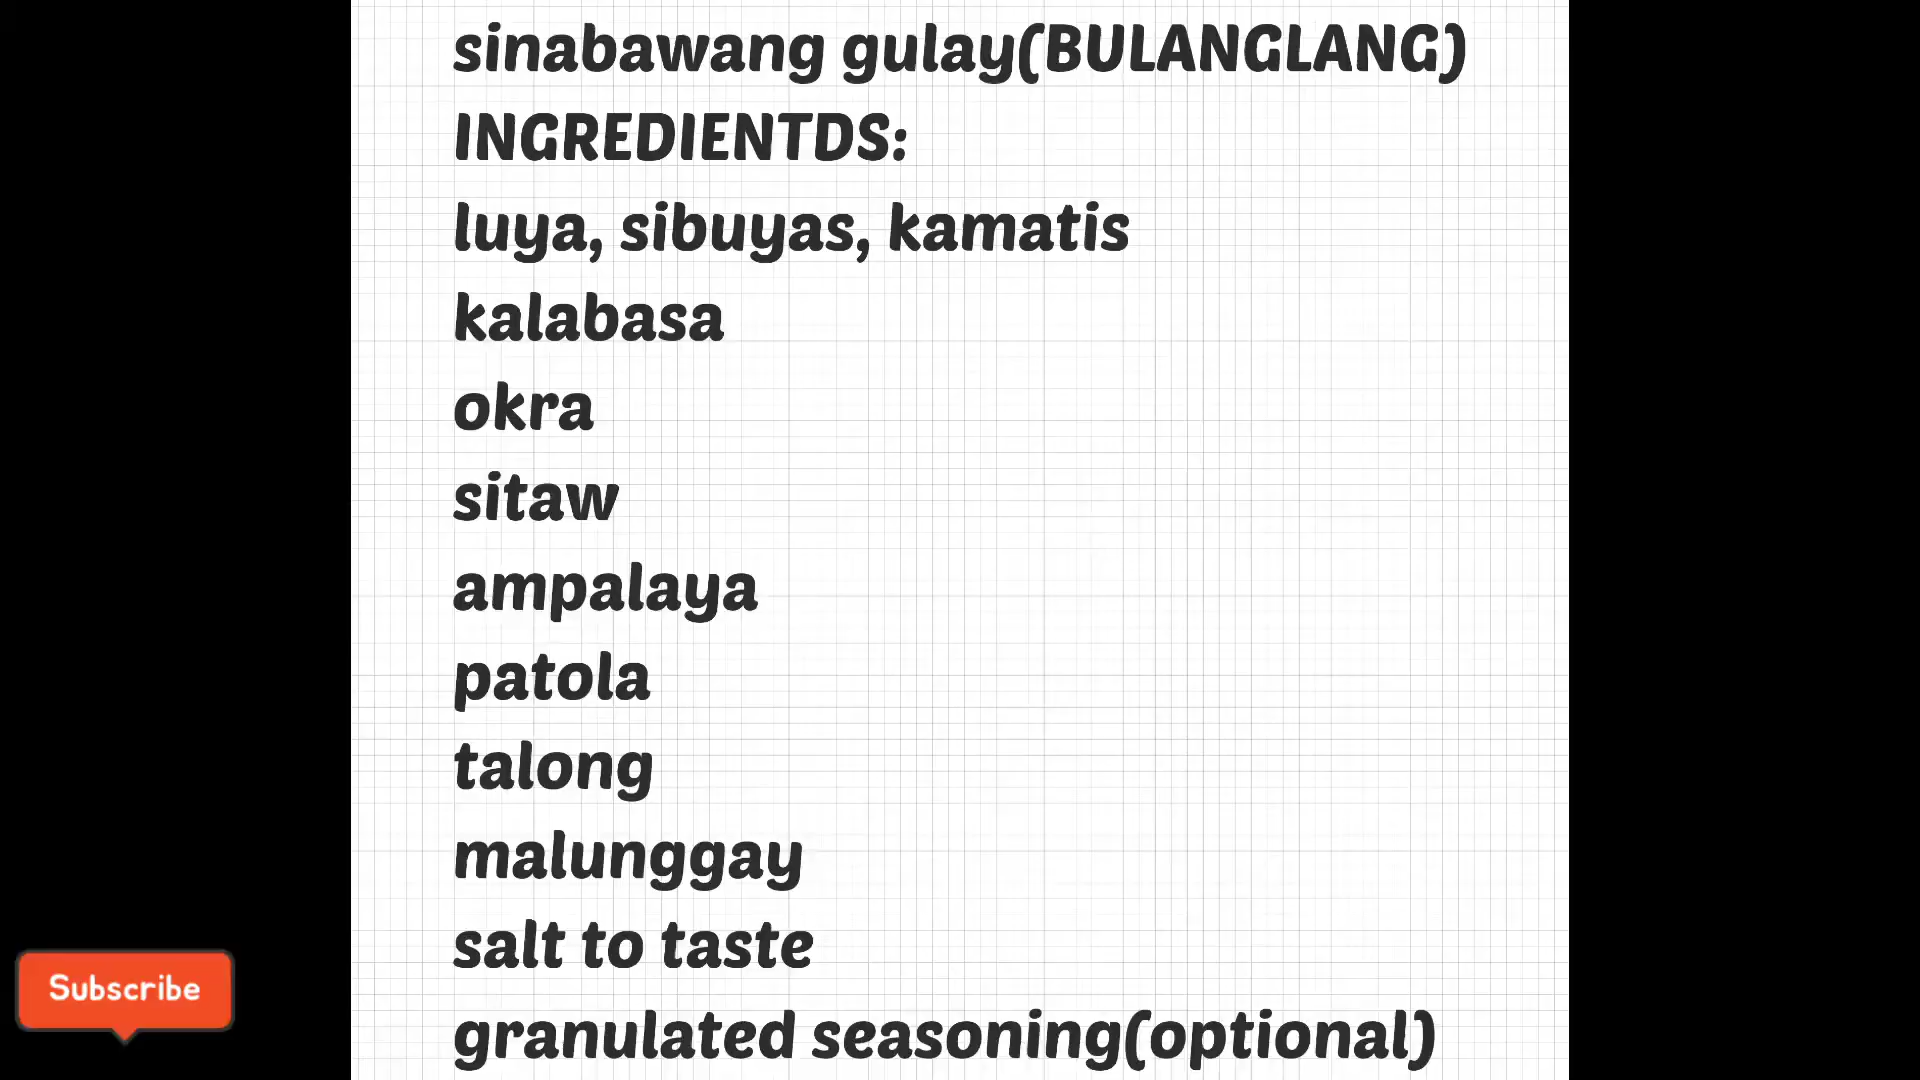 sinabawang gulay(BULANGLANG)
INGREDIENTDS:
luya, sibuyas, kamatis
kalabasa
okra
sitaw
ampalaya
patola
talong
malunggay
salt to taste
granulated seasoning(optional)
Subscribe